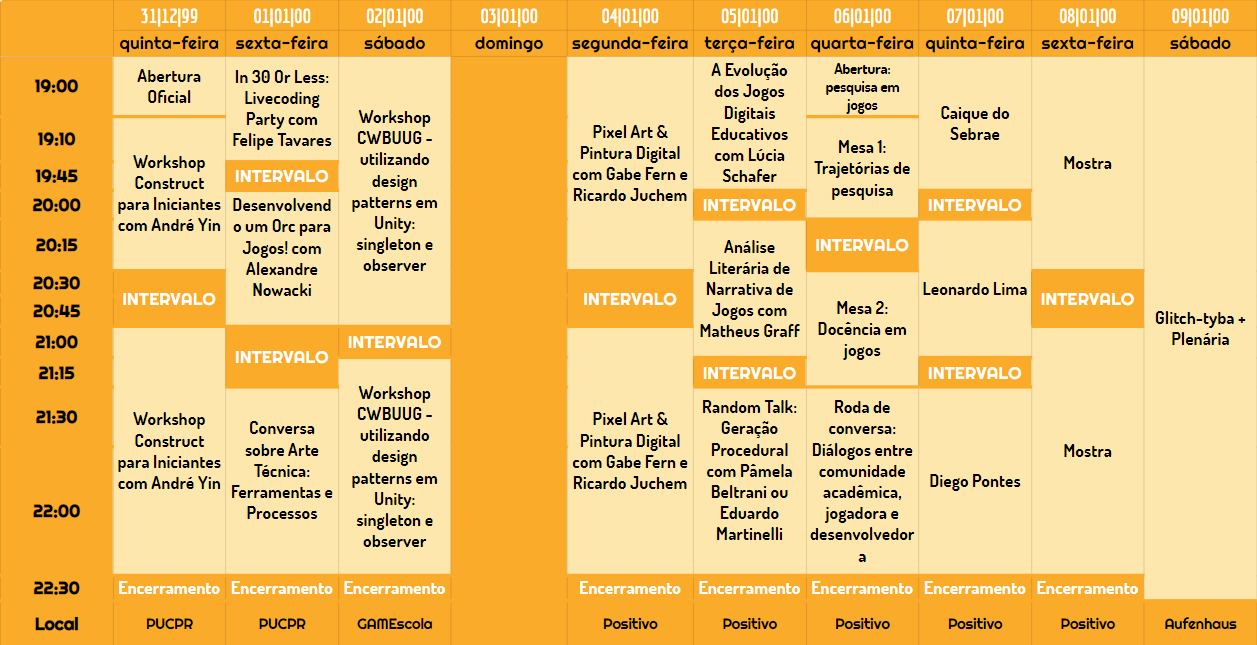 31|12|99 01|01|00 02|01|00 03|01|00 04|01|00 05|01|00 06|01|00 07|01|00 08|01|00 09|01|00
quinta-feira sexta-feira sábado domingo segunda-feira terça-feira quarta-feira quinta-feira sexta-feira sábado
19:00
19:10
19:45
20:00
20:15
20:30
20:45
21:00
21:15
21:30
22:00
22:30
Local
Abertura
Oficial
Workshop
Construct
para Iniciantes
com André Yin
INTERVALO
Workshop
Construct
para Iniciantes
com André Yin
Encerramento
PUCPR
In 30 Or Less:
Livecoding
Party com
Felipe Tavares
INTERVALO
Desenvolvend
o um Orc para
Jogos! com
Alexandre
Nowacki
INTERVALO
Conversa
sobre Arte
Técnica:
Ferramentas e
Processos
Encerramento
PUCPR
Workshop
CWBUUG -
utilizando
design
patterns em
Unity:
singleton e
observer
INTERVALO
Workshop
CWBUUG -
utilizando
design
patterns em
Unity:
singleton e
observer
Encerramento
GAMEscola
Pixel Art &
Pintura Digital
com Gabe Fern e
Ricardo Juchem
INTERVALO
Pixel Art &
Pintura Digital
com Gabe Fern e
Ricardo Juchem
Encerramento
Positivo
A Evolução
dos Jogos
Digitais
Educativos
com Lúcia
Schafer
INTERVALO
Análise
Literária de
Narrativa de
Jogos com
Matheus Graff
INTERVALO
Random Talk:
Geração
Procedural
com Pâmela
Beltrani ou
Eduardo
Martinelli
Encerramento
Positivo
Abertura:
pesquisa em
jogos
Mesa 1:
Trajetórias de
pesquisa
INTERVALO
Mesa 2:
Docência em
jogos
Roda de
conversa:
Diálogos entre
comunidade
acadêmica,
jogadora e
desenvolvedor
a
Encerramento
Positivo
Caique do
Sebrae
INTERVALO
Leonardo Lima
INTERVALO
Diego Pontes
Encerramento
Positivo
Mostra
INTERVALO
Mostra
Encerramento
Positivo
Glitch-tyba +
Plenária
Aufenhaus